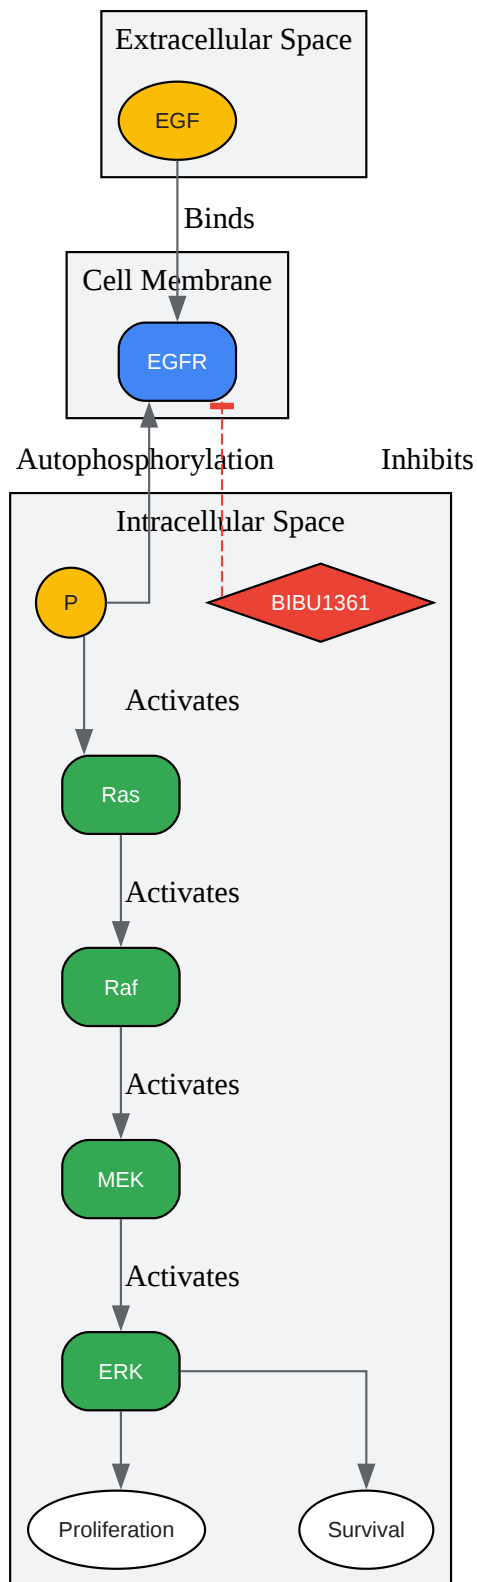 Extracellular Space
EGF
Binds
Cell Membrane
EGFR
Autophosphorylation
Inhibits
Intracellular Space
P
BIBU1361
Activates
Ras
Activates
Raf
Activates
MEK
Activates
ERK
Proliferation
Survival